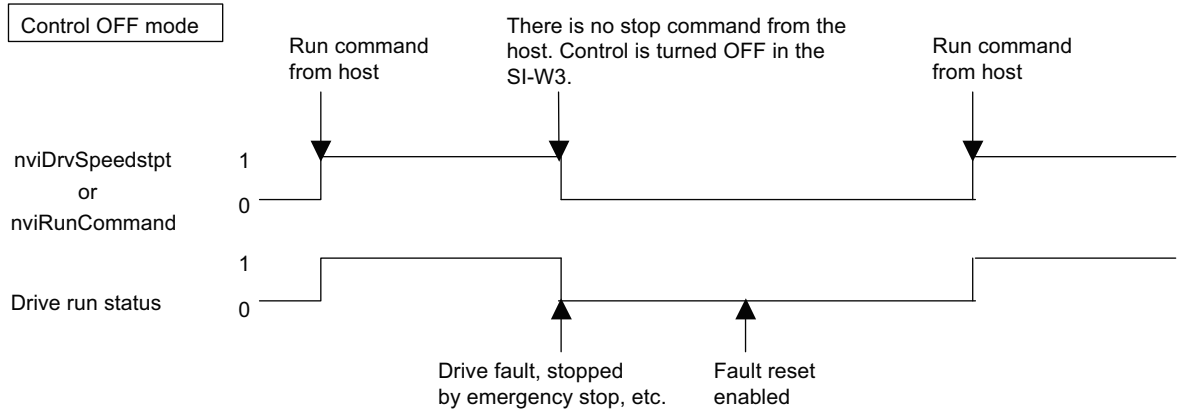 Control OFF mode
Run command
from host
There is no stop command from the
host. Control is turned OFF in the
SI-W3.
Run command
from host
nviDrvSpeedstpt
or
nviRunCommand
1
0
Drive run status
1
0
Drive fault, stopped
by emergency stop, etc.
Fault reset
enabled